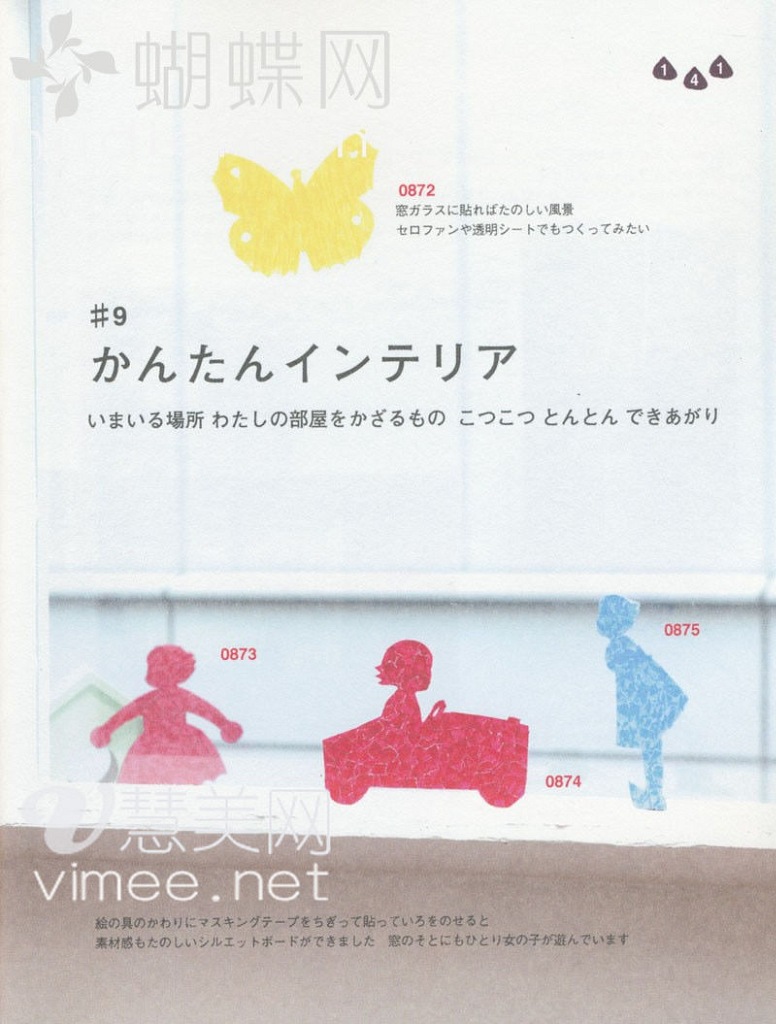 蝴蝶网
1 4 1
0872
窓ガラスに貼ればたのしい風景
セロファンや透明シートでもつくってみたい
♯9
かんたんインテリア
いまいる場所 わたしの部屋をかざるもの こつこつ とんとん できあがり
0875
0873
0874
慧美网
vimee.net
絵の具のかわりにマスキングテープをちぎって貼っていろをのせると
素材感もたのしいシルエットボードができました 窓のそとにもひとり女の子が遊んでいます